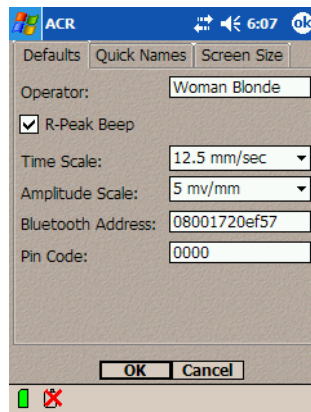 ACR 6:07 ok
Defaults Quick Names Screen Size
Operator: Woman Blonde
R-Peak Beep
Time Scale: 12.5 mm/sec
Amplitude Scale: 5 mv/mm
Bluetooth Address: 08001720ef57
Pin Code: 0000
OK Cancel